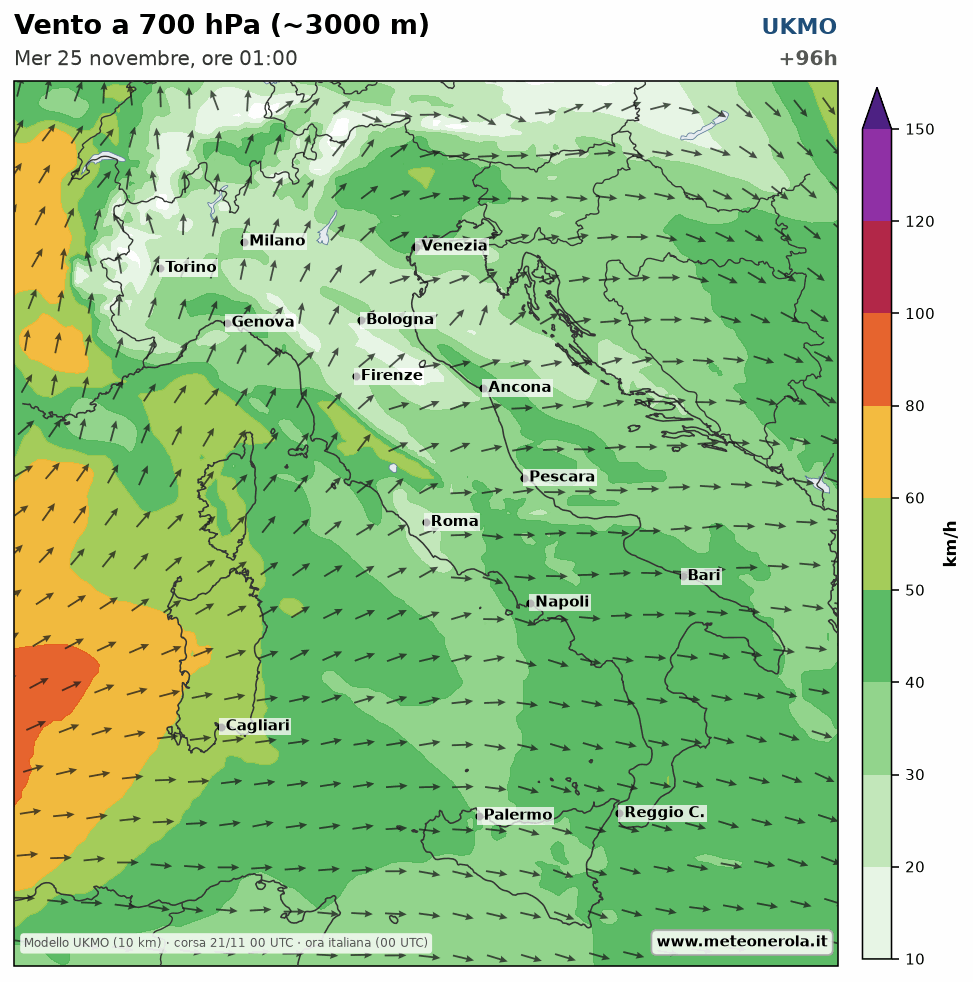 Vento a 700 hPa (~3000 m)
UKMO
Mer 25 novembre, ore 01:00
+96h
150
120
100
80
60
50
40
30
20
10
km/h
Milano
Venezia
Torino
Genova
Bologna
Firenze
Ancona
Pescara
Roma
Bari
Napoli
Cagliari
Palermo
Reggio C.
Modello UKMO (10 km) · corsa 21/11 00 UTC · ora italiana (00 UTC)
www.meteonerola.it